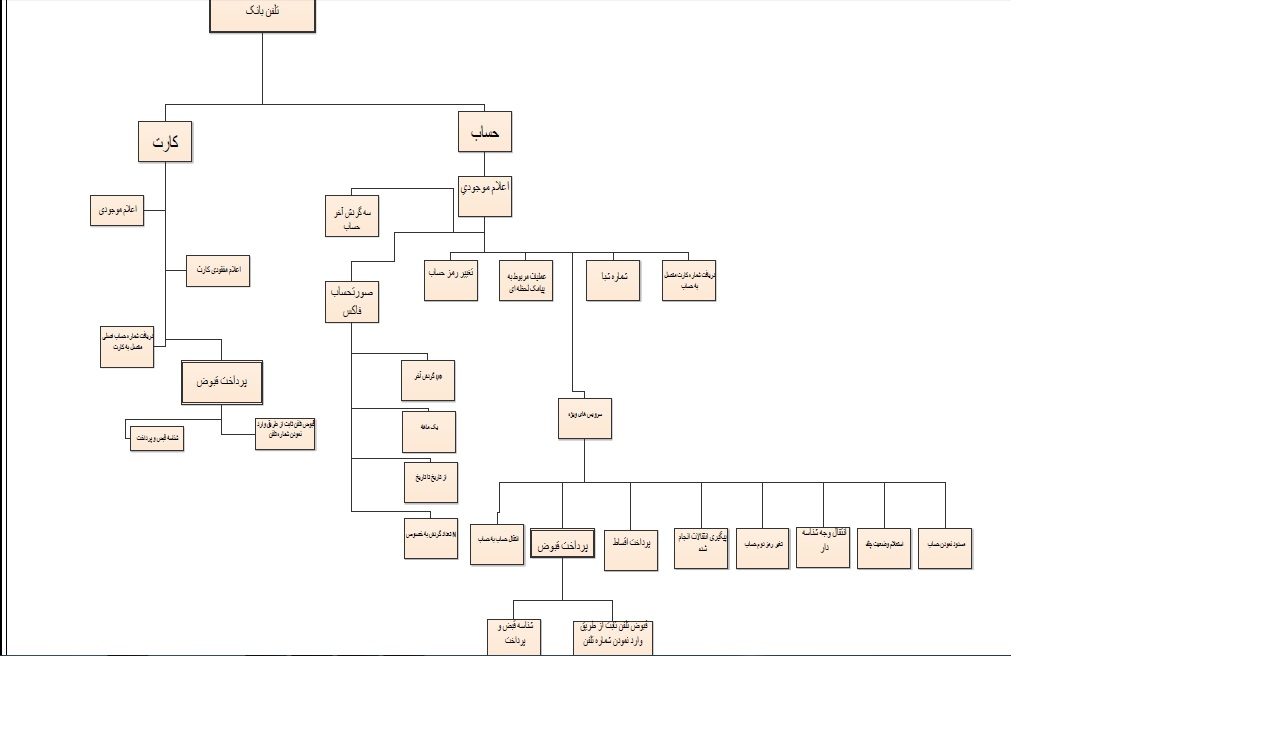 تلفن بانک
حساب
کارت
اعلام موجودي
سه گردش آخر
حساب
اعلام موجودی
اعلام مفقودی کارت
دریافت شماره کارت متصل
به حساب
شماره شبا
عملیات مربوط به
پیامک لحظه ای
تغییر رمز حساب
صورتحساب
فاکس
دریافت شماره حساب اصلی
متصل به کارت
پرداخت قبوض
گردش آخر
یک ماهه
از تاریخ تا تاریخ
N تعداد گردش به خصوص
سرویس های ویژه
قبوض تلفن ثابت از طریق وارد
نمودن شماره تلفن
شناسه قبض و پرداخت
مسدود نمودن حساب
استعلام وضعیت چک
انتقال وجه شناسه
دار
تغیر رمز دوم حساب
پیگیری انتقالات انجام
شده
پرداخت اقساط
پرداخت قبوض
انتقال حساب به حساب
قبوض تلفن ثابت از طریق
وارد نمودن شماره تلفن
شناسه قبض و
پرداخت